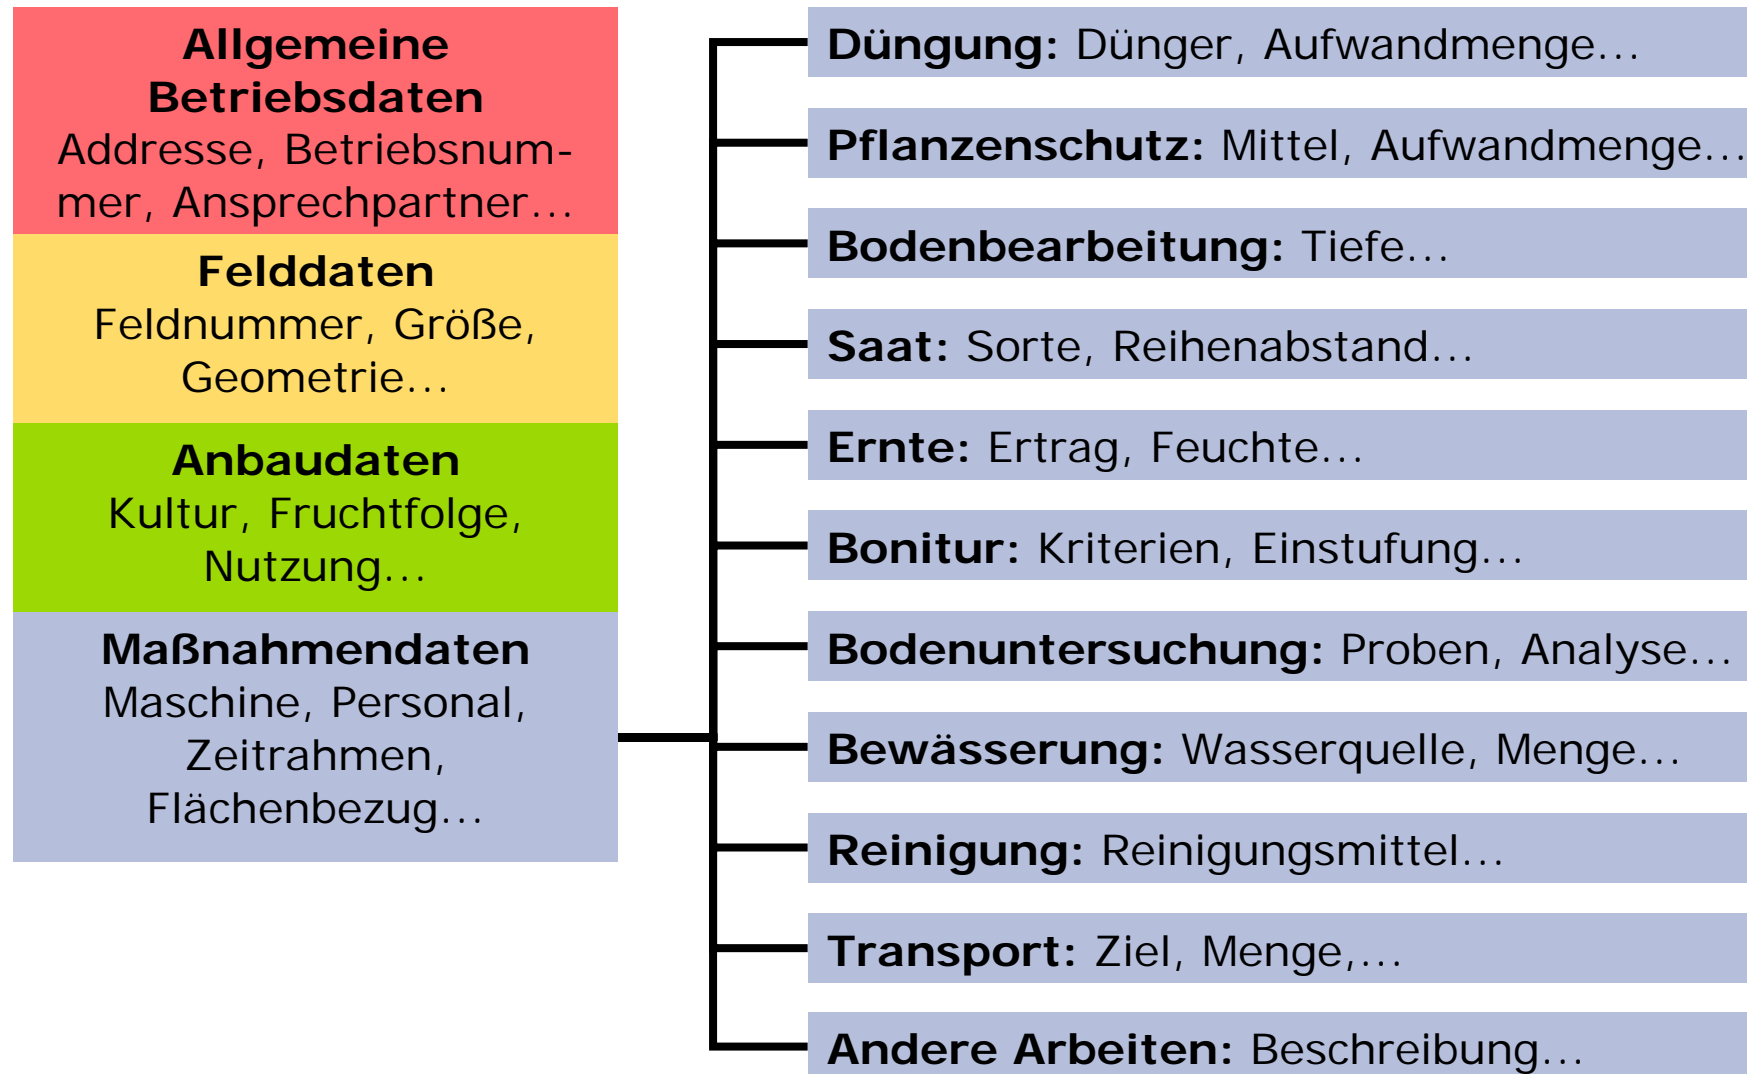 Allgemeine
Betriebsdaten
Addresse, Betriebsnum-
mer, Ansprechpartner...
Felddaten
Feldnummer, Größe,
Geometrie...
Anbaudaten
Kultur, Fruchtfolge,
Nutzung...
Maßnahmendaten
Maschine, Personal,
Zeitrahmen,
Flächenbezug...
Düngung: Dünger, Aufwandmenge...
Pflanzenschutz: Mittel, Aufwandmenge...
Bodenbearbeitung: Tiefe...
Saat: Sorte, Reihenabstand...
Ernte: Ertrag, Feuchte...
Bonitur: Kriterien, Einstufung...
Bodenuntersuchung: Proben, Analyse...
Bewässerung: Wasserquelle, Menge...
Reinigung: Reinigungsmittel...
Transport: Ziel, Menge,...
Andere Arbeiten: Beschreibung...